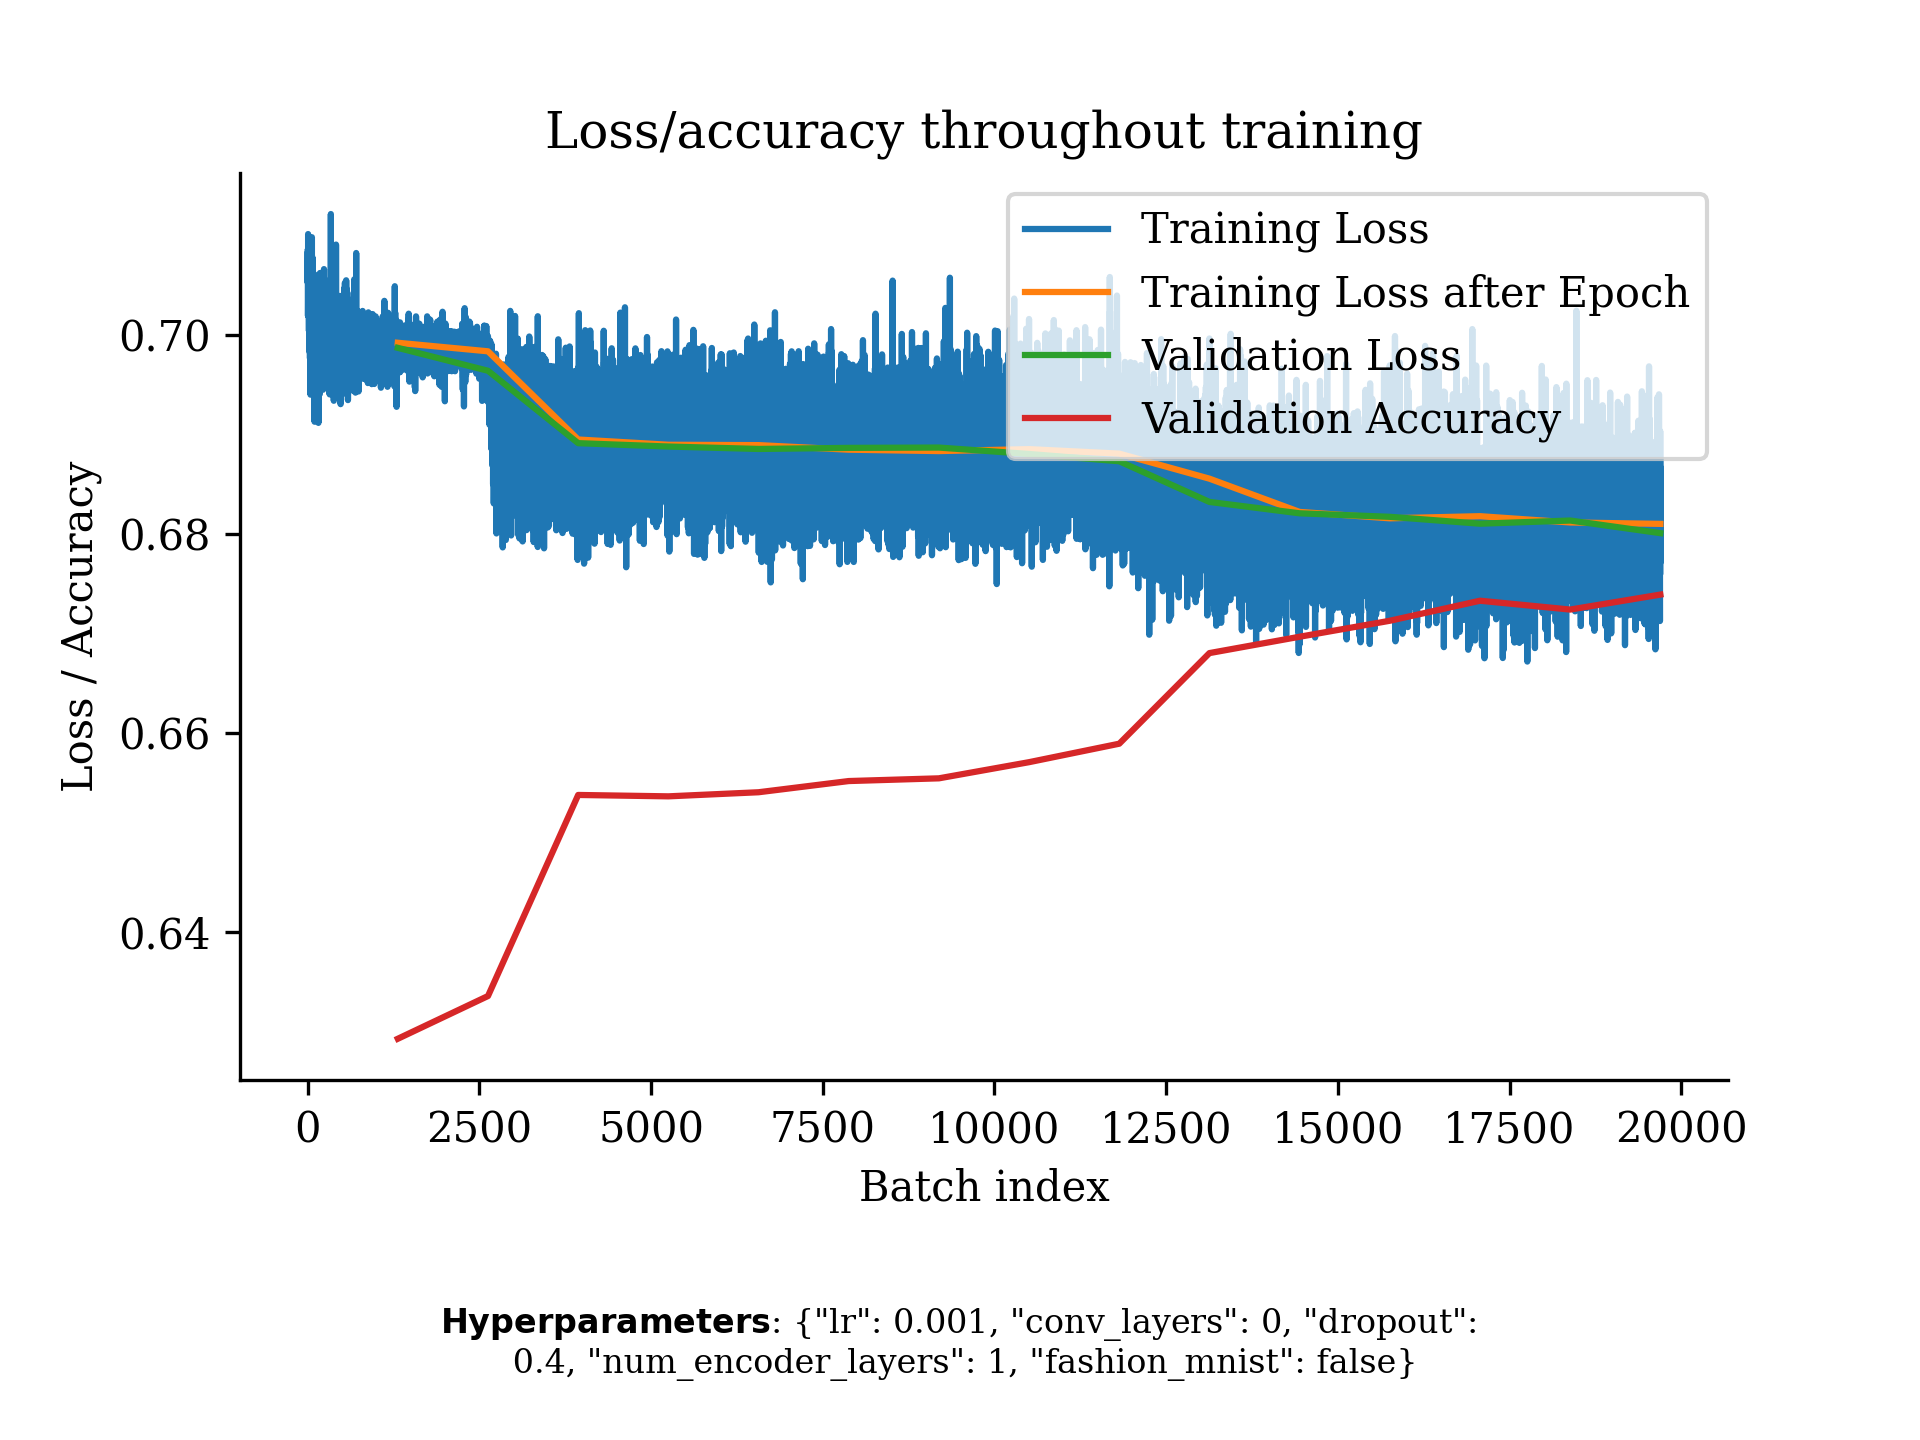 Loss/accuracy throughout training
Training Loss
Training Loss after Epoch
Validation Loss
Validation Accuracy
Loss / Accuracy
0.70
0.68
0.66
0.64
0 2500 5000 7500 10000 12500 15000 17500 20000
Batch index
Hyperparameters: {"lr": 0.001, "conv_layers": 0, "dropout":
0.4, "num_encoder_layers": 1, "fashion_mnist": false}